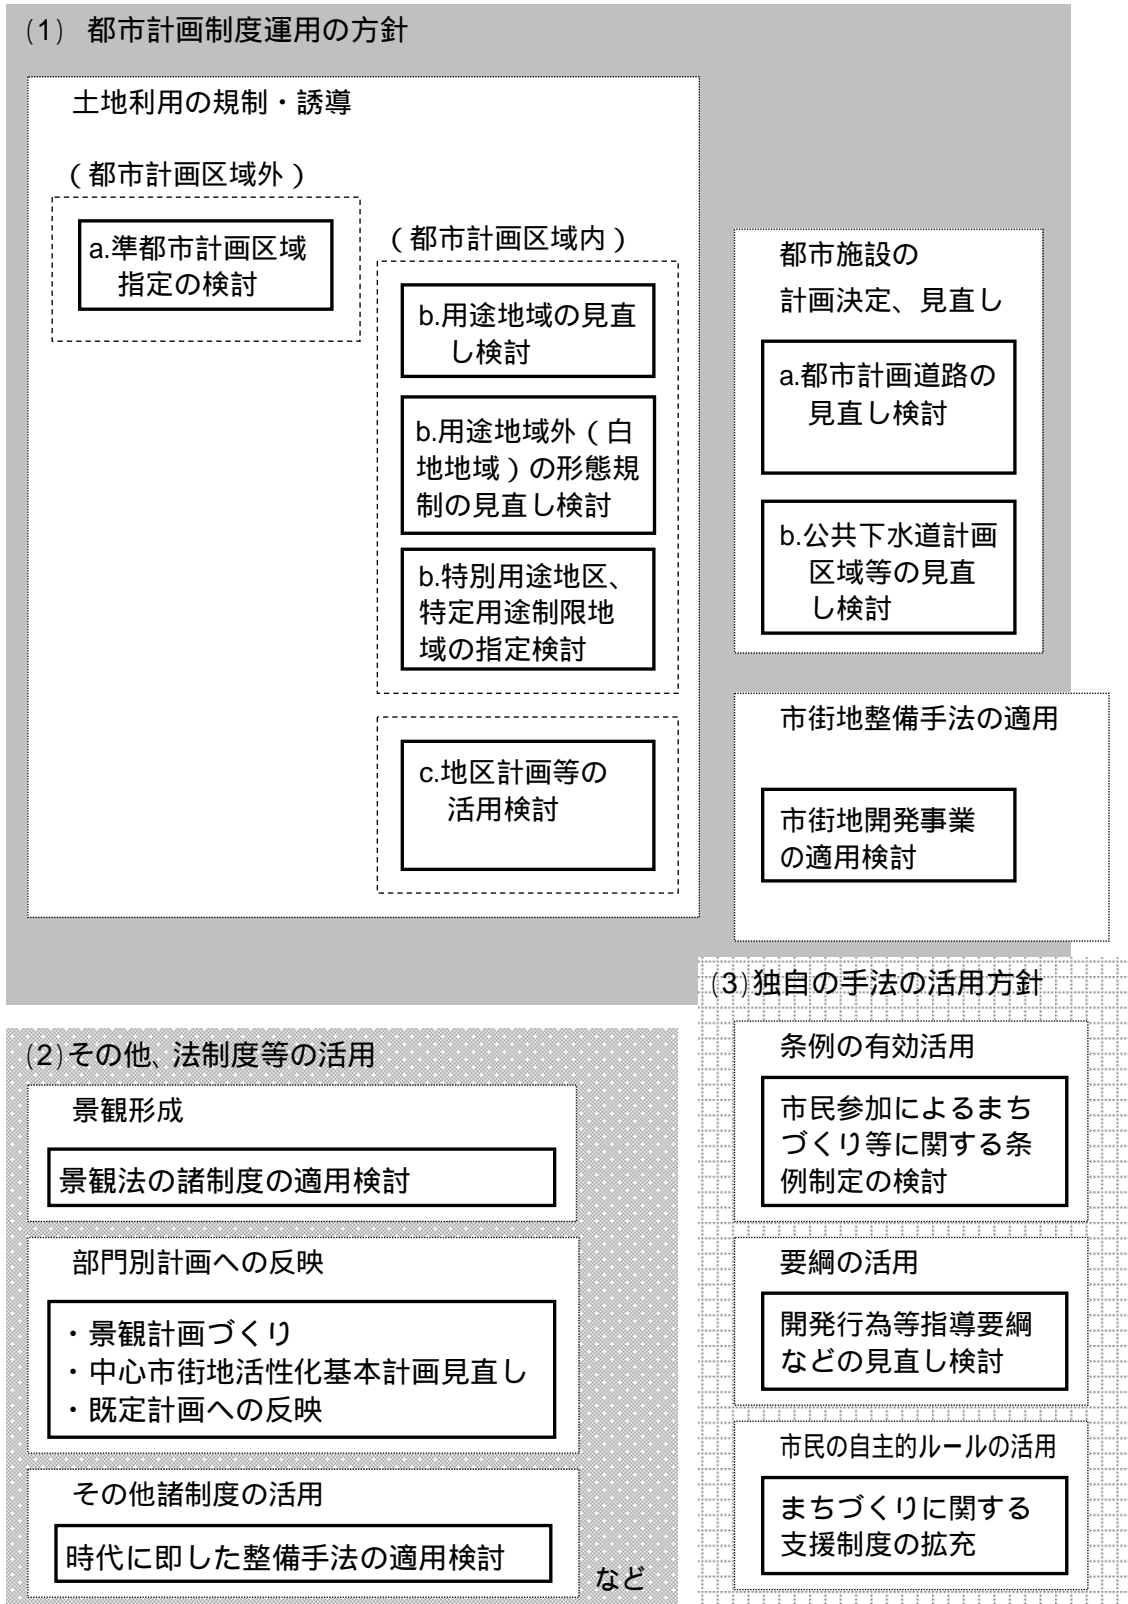 (1) 都市計画制度運用の方針
土地利用の規制・誘導
(都市計画区域外)
a.準都市計画区域
指定の検討
(都市計画区域内)
b.用途地域の見直
し検討
b.用途地域外(白
地地域)の形態規
制の見直し検討
b.特別用途地区、
特定用途制限地
域の指定検討
c.地区計画等の
活用検討
都市施設の
計画決定、見直し
a.都市計画道路の
見直し検討
b.公共下水道計画
区域等の見直
し検討
市街地整備手法の適用
市街地開発事業
の適用検討
(2)その他、法制度等の活用
景観形成
景観法の諸制度の適用検討
部門別計画への反映
・景観計画づくり
・中心市街地活性化基本計画見直し
・既定計画への反映
その他諸制度の活用
時代に即した整備手法の適用検討
など
(3)独自の手法の活用方針
条例の有効活用
市民参加によるまち
づくり等に関する条
例制定の検討
要綱の活用
開発行為等指導要綱
などの見直し検討
市民の自主的ルールの活用
まちづくりに関する
支援制度の拡充